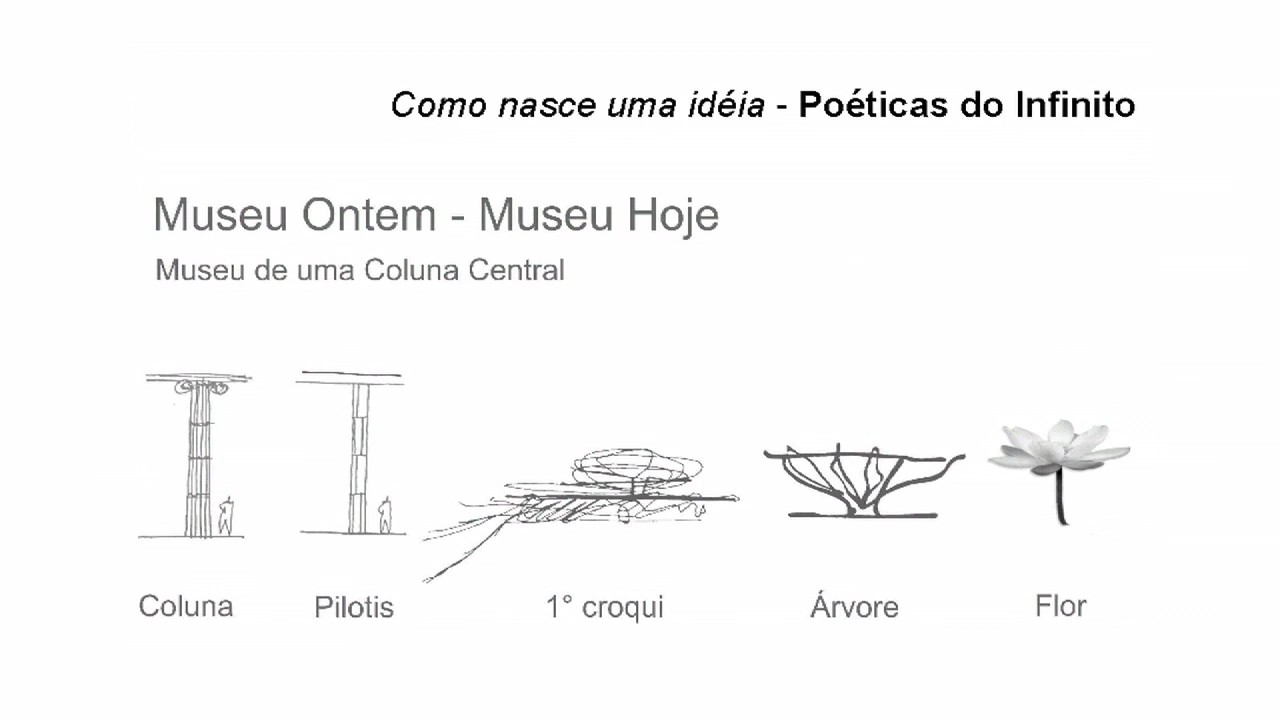 Como nasce uma idéia - Poéticas do Infinito
Museu Ontem - Museu Hoje
Museu de uma Coluna Central
Coluna Pilotis 1° croqui Árvore Flor